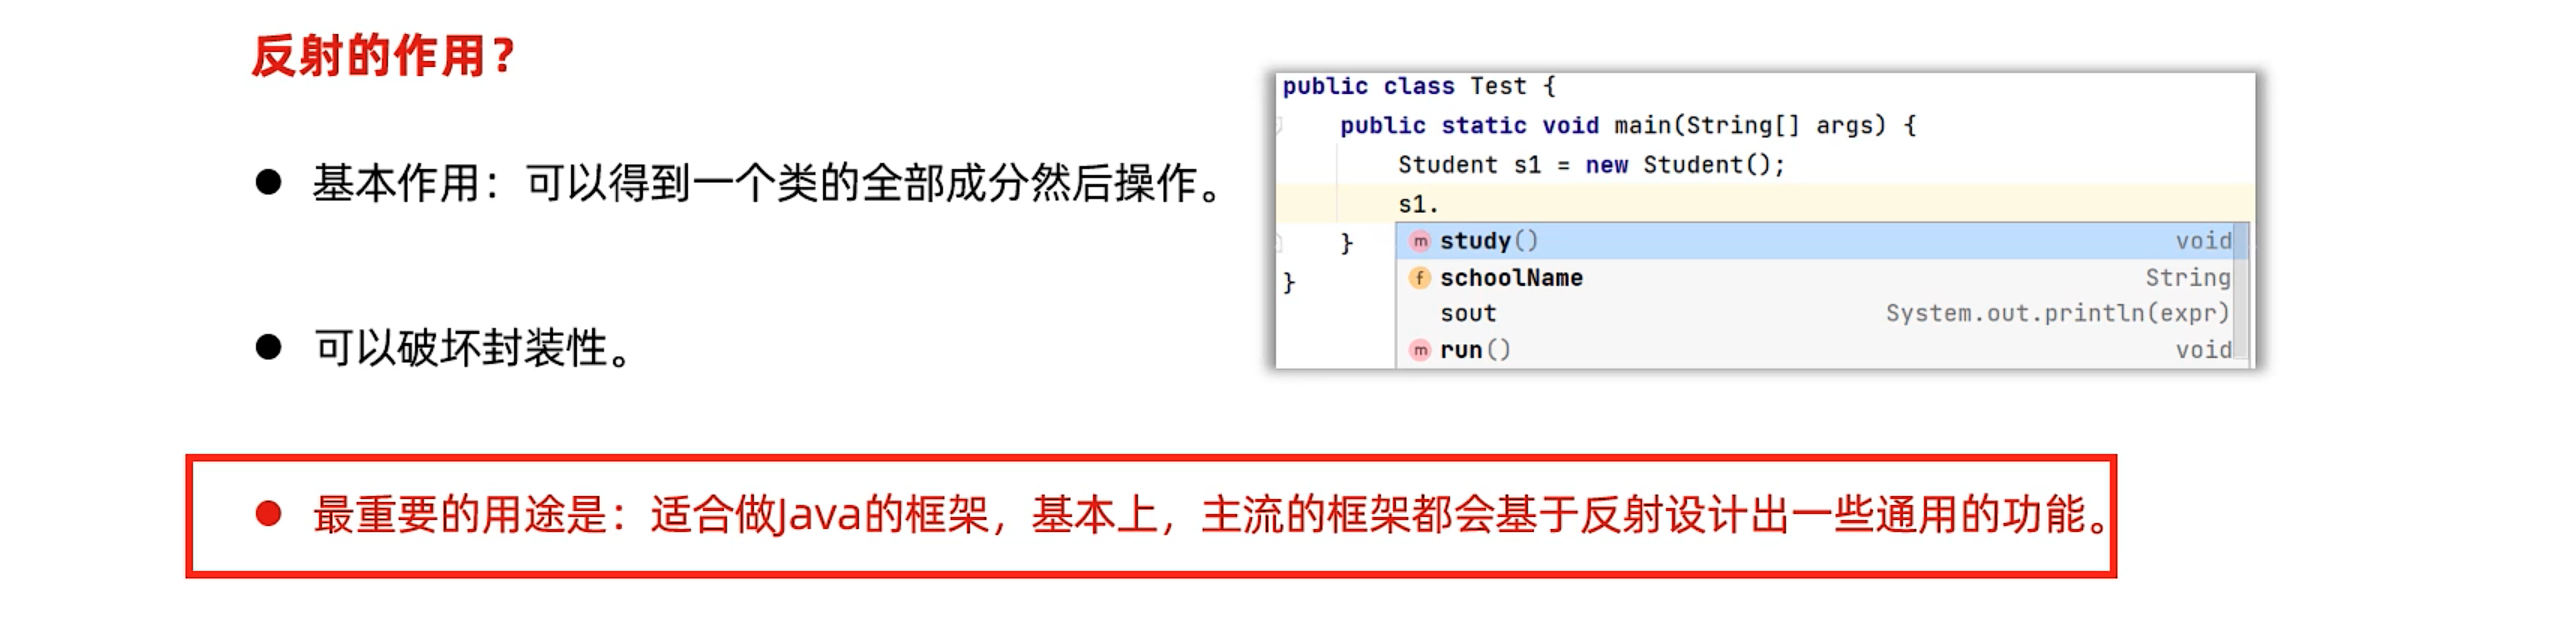 反射的作用？
● 基本作用：可以得到一个类的全部成分然后操作。
● 可以破坏封装性。
● 最重要的用途是：适合做Java的框架，基本上，主流的框架都会基于反射设计出一些通用的功能。
public class Test {
public static void main(String[] args) {
Student s1 = new Student();
s1.
}
}
m study() void
f schoolName String
sout System.out.println(expr)
m run() void